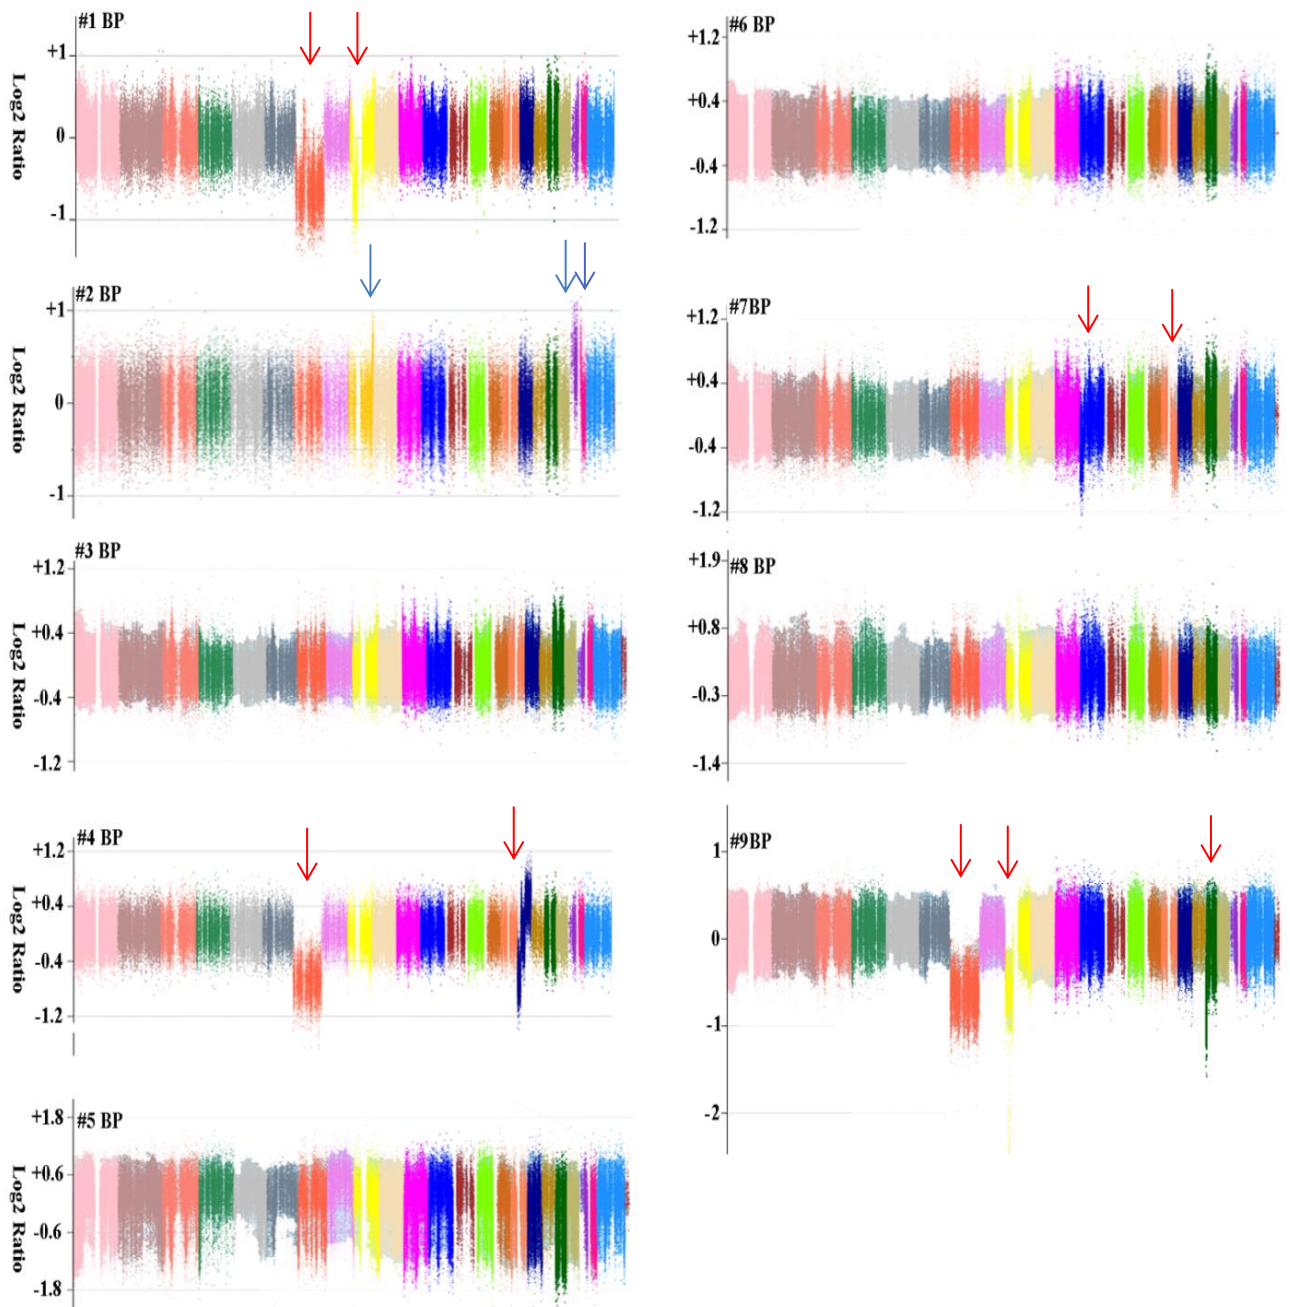 #1 BP
+1
0
-1
Log2 Ratio
#2 BP
+1
0
-1
Log2 Ratio
#3 BP
+1.2
+0.4
-0.4
-1.2
Log2 Ratio
#4 BP
+1.2
+0.4
-0.4
-1.2
Log2 Ratio
#5 BP
+1.8
+0.6
-0.6
-1.8
Log2 Ratio
#6 BP
+1.2
+0.4
-0.4
-1.2
#7BP
+1.2
+0.4
-0.4
-1.2
#8 BP
+1.9
+0.8
-0.3
-1.4
#9BP
1
0
-1
-2